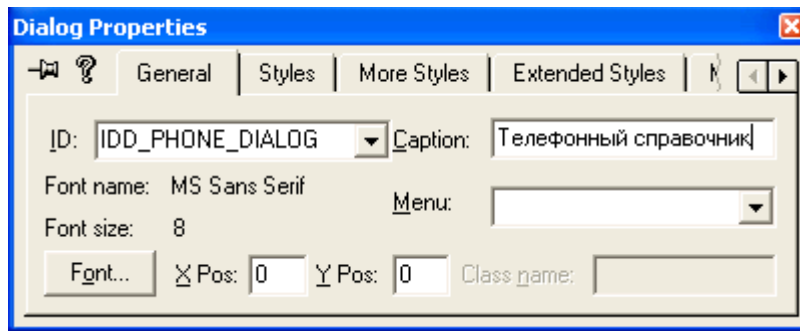 Dialog Properties
General Styles More Styles Extended Styles
ID: IDD_PHONE_DIALOG Caption: Телефонный справочник
Font name: MS Sans Serif Menu:
Font size: 8
Font... X Pos: 0 Y Pos: 0 Class name: